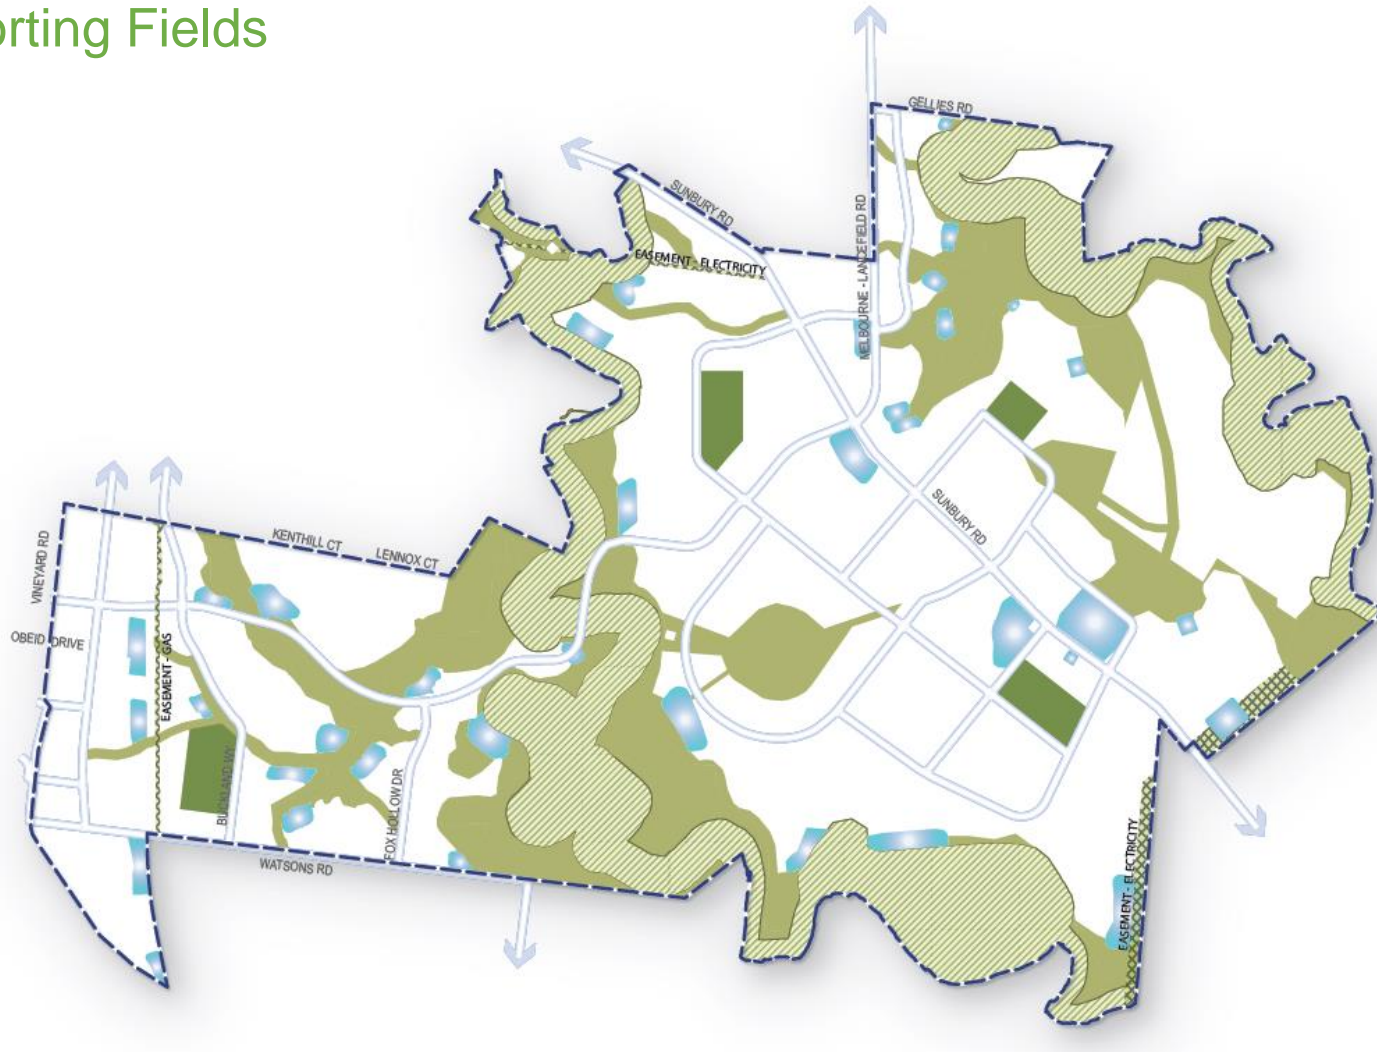 orting Fields
GELLIES RD
SUNBURY RD
MELBOURNE - LANCEFIELD RD
EASEMENT - ELECTRICITY
KENTHILL CT
LENNOX CT
VINEYARD RD
SUNBURY RD
OBEID DRIVE
EASEMENT - GAS
BUCKLAND WY
FOX HOLLOW DR
WATSONS RD
EASEMENT - ELECTRICITY